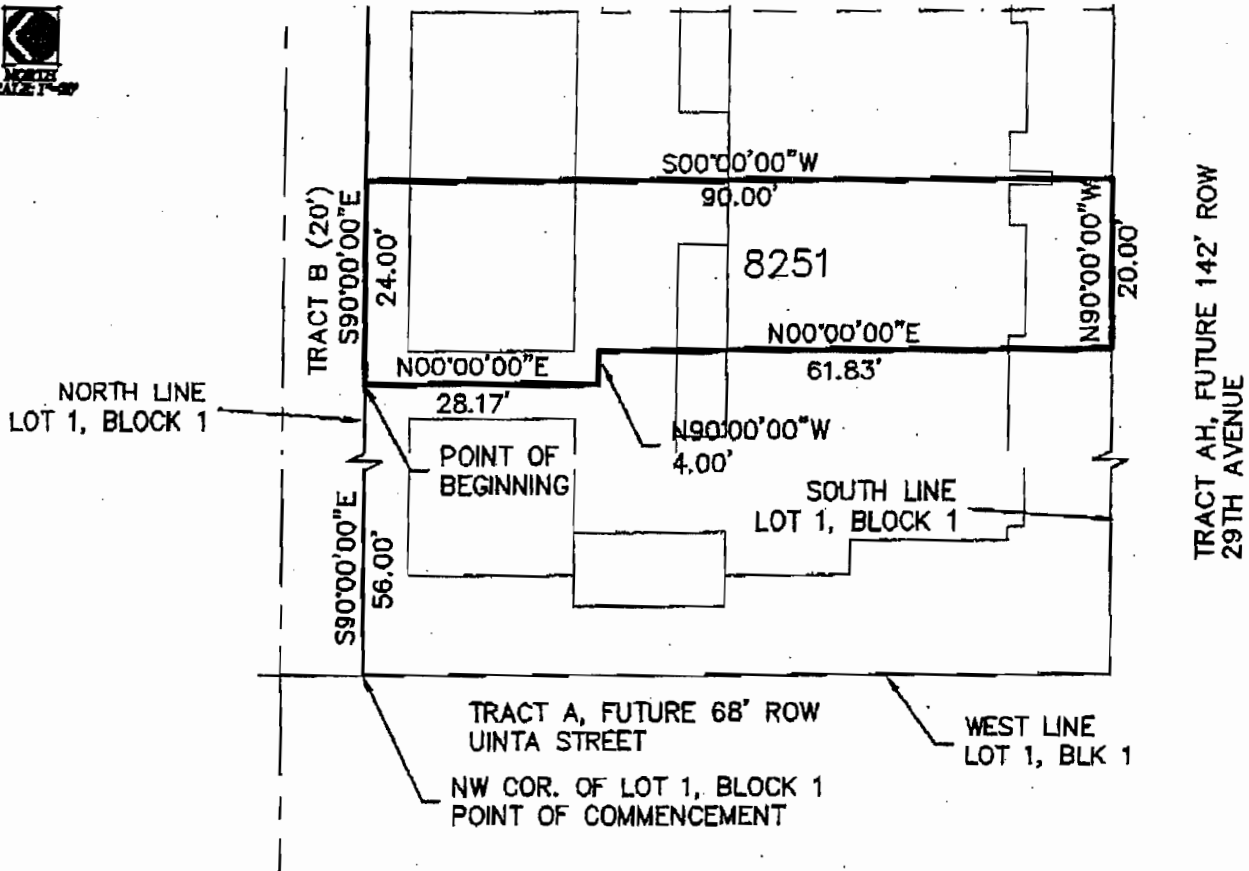 NORTH
S00°00'00"W
90.00'
TRACT B (20')
S90°00'00"E
24.00'
8251
N90°00'00"W
20.00'
TRACT AH, FUTURE 142' ROW
29TH AVENUE
N00°00'00"E
28.17'
N00°00'00"E
61.83'
NORTH LINE
LOT 1, BLOCK 1
POINT OF
BEGINNING
N90°00'00"W
4.00'
SOUTH LINE
LOT 1, BLOCK 1
S90°00'00"E
56.00'
TRACT A, FUTURE 68' ROW
UINTA STREET
WEST LINE
LOT 1, BLK 1
NW COR. OF LOT 1, BLOCK 1
POINT OF COMMENCEMENT